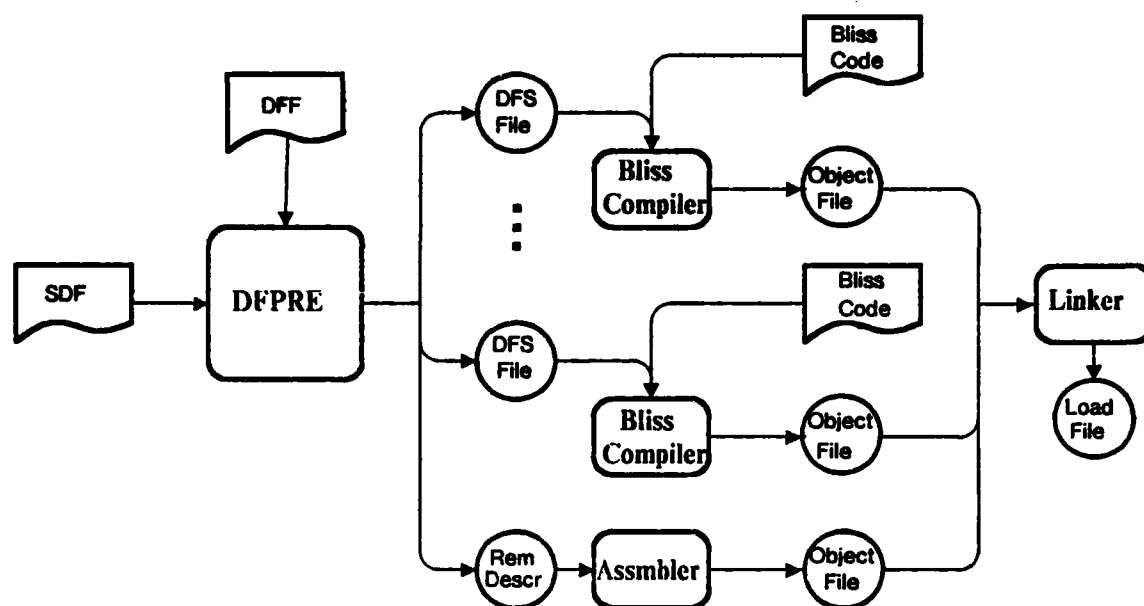 Bliss
Code
DFF
DFS
File
Bliss
Compiler
Object
File
SDF
DFPRE
Bliss
Code
Linker
DFS
File
Load
File
Bliss
Compiler
Object
File
Rem
Descr
Assmbler
Object
File